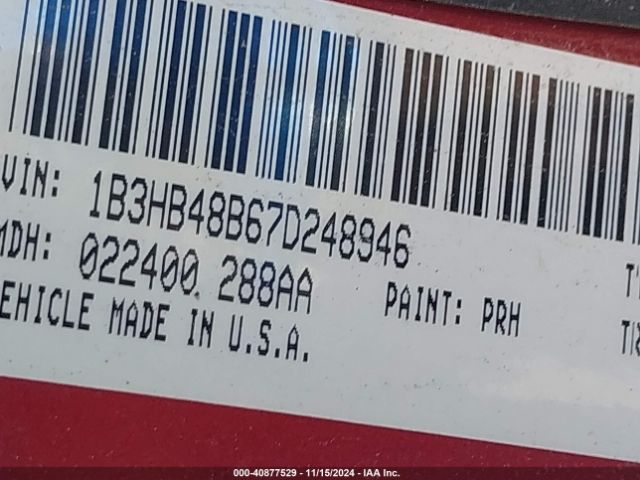 VIN: 1B3HB48B67D248946
MDH: 022400 288AA
PAINT: PRH
VEHICLE MADE IN U.S.A.
000-40877529 - 11/15/2024 - IAA Inc.